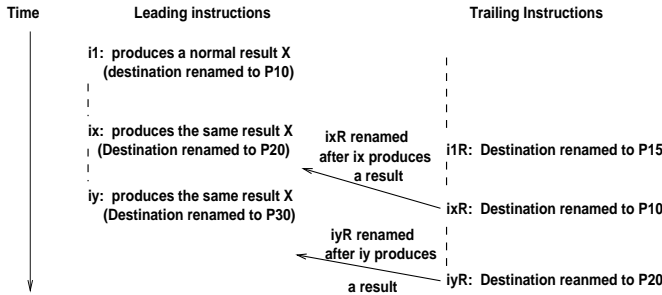 Time
Leading instructions
Trailing Instructions
i1: produces a normal result X
(destination renamed to P10)
ix: produces the same result X
(Destination renamed to P20)
iy: produces the same result X
(Destination renamed to P30)
ixR renamed
after ix produces
a result
iyR renamed
after iy produces
a result
i1R: Destination renamed to P15
ixR: Destination renamed to P10
iyR: Destination reanmed to P20